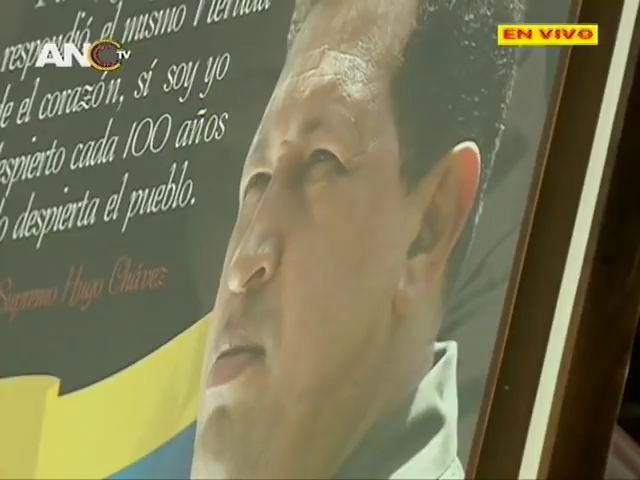 respondió el mismo
de el corazón, sí soy yo
cada 100 años
despierta el pueblo.
Supremo Hugo Chávez
ANC TV
EN VIVO